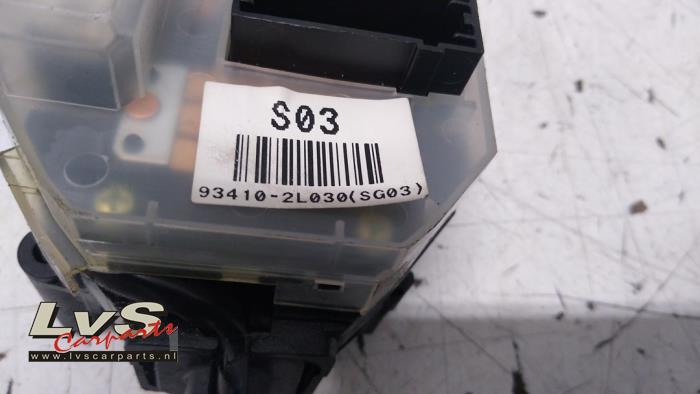 S03
93410-2L030(SG03)
LvS
Carparts
www.lvscarparts.nl